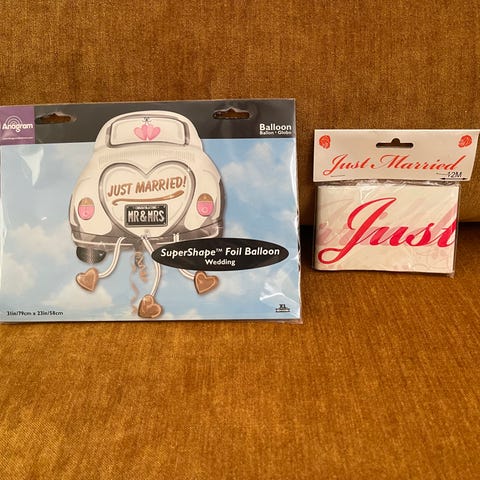 Anagram
Balloon
Ballon • Globo
JUST MARRIED!
CONGRATULATIONS
MR & MRS
SuperShape™ Foil Balloon
Wedding
31in/79cm x 23in/58cm
Just Married
12M
Just